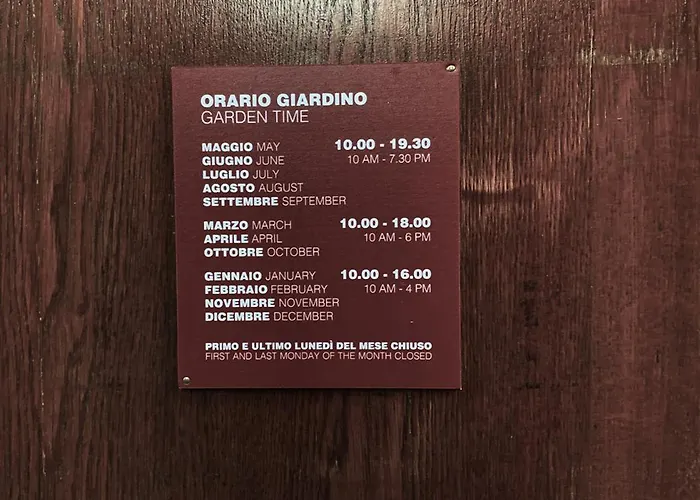 ORARIO GIARDINO
GARDEN TIME
MAGGIO MAY 10.00 - 19.30
GIUGNO JUNE 10 AM - 7.30 PM
LUGLIO JULY
AGOSTO AUGUST
SETTEMBRE SEPTEMBER
MARZO MARCH 10.00 - 18.00
APRILE APRIL 10 AM - 6 PM
OTTOBRE OCTOBER
GENNAIO JANUARY 10.00 - 16.00
FEBBRAIO FEBRUARY 10 AM - 4 PM
NOVEMBRE NOVEMBER
DICEMBRE DECEMBER
PRIMO E ULTIMO LUNEDÌ DEL MESE CHIUSO
FIRST AND LAST MONDAY OF THE MONTH CLOSED